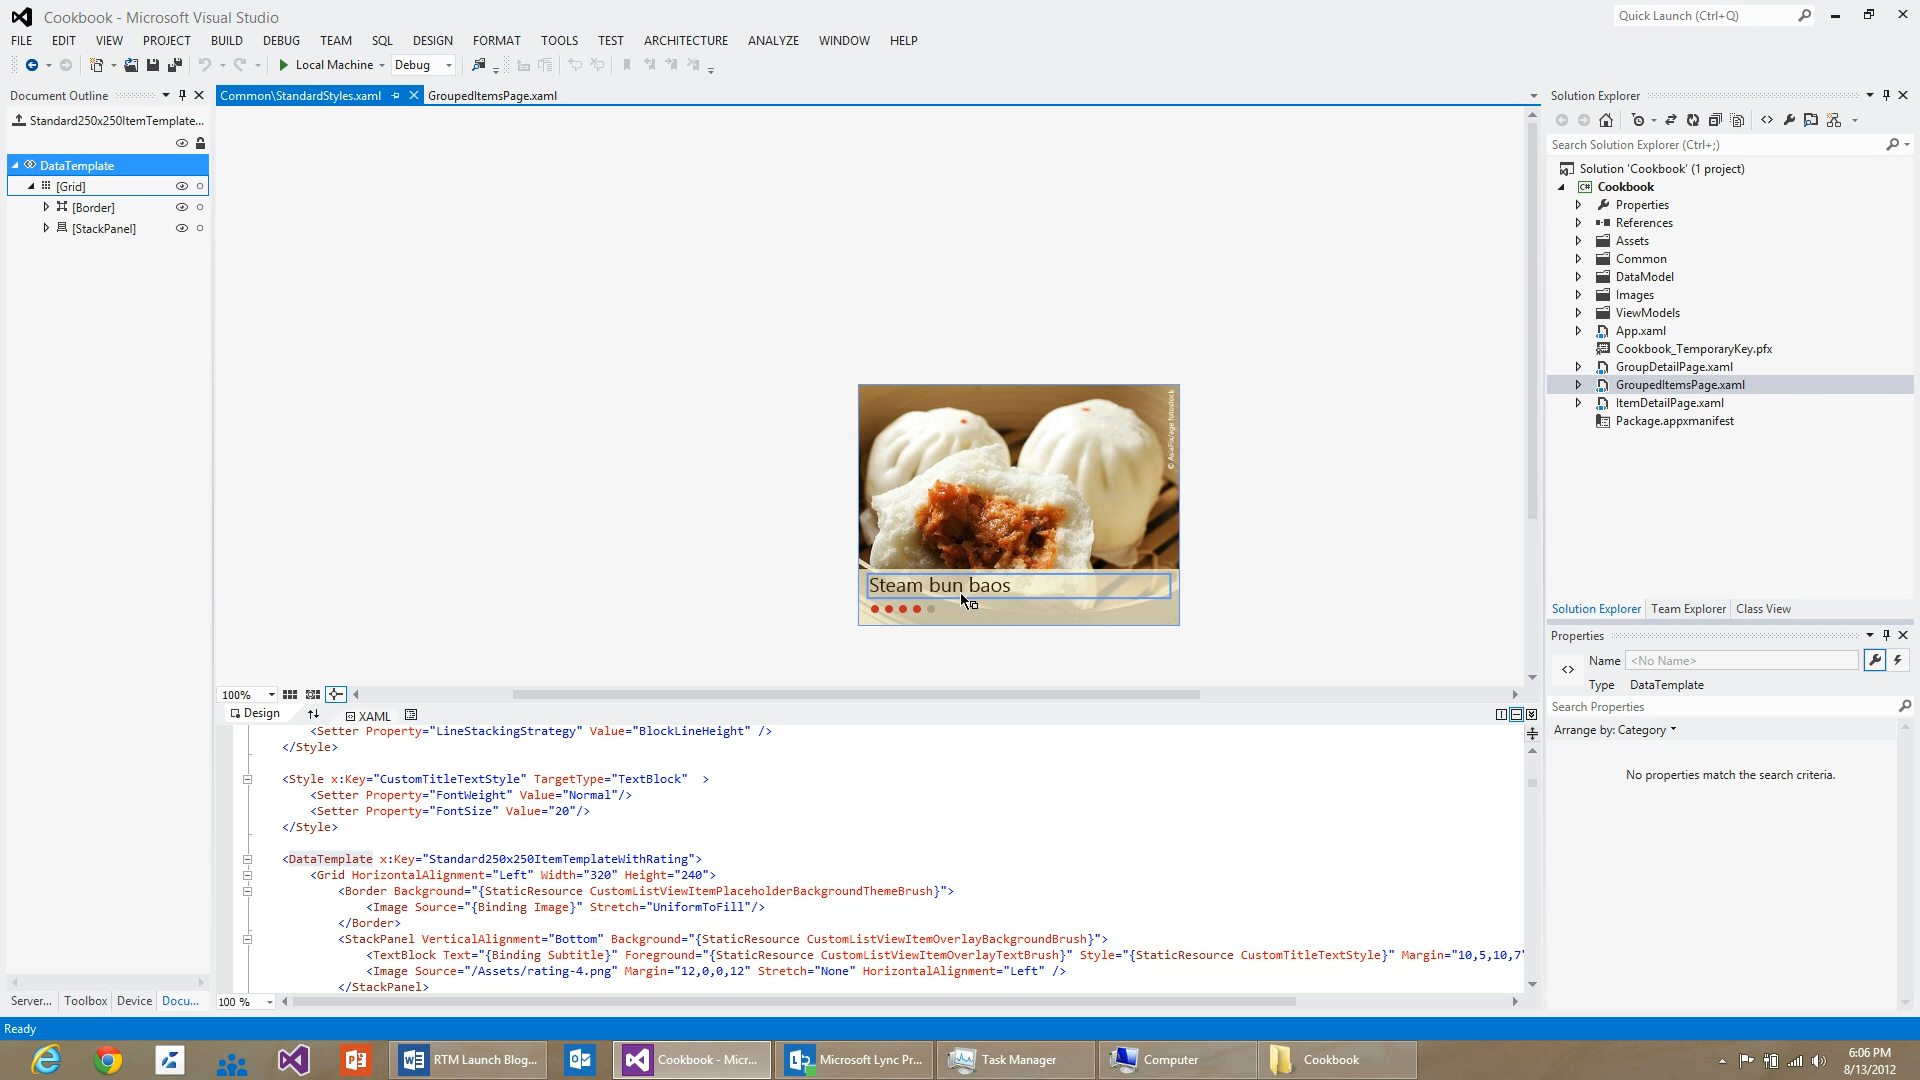 Cookbook - Microsoft Visual Studio
Quick Launch (Ctrl+Q)
FILE EDIT VIEW PROJECT BUILD DEBUG TEAM SQL DESIGN FORMAT TOOLS TEST ARCHITECTURE ANALYZE WINDOW HELP
Local Machine Debug
Document Outline
Common\StandardStyles.xaml
GroupedItemsPage.xaml
Solution Explorer
Standard250x250ItemTemplate...
DataTemplate
[Grid]
[Border]
[StackPanel]
Search Solution Explorer (Ctrl+;)
Solution 'Cookbook' (1 project)
C# Cookbook
Properties
References
Assets
Common
DataModel
Images
ViewModels
App.xaml
Cookbook_TemporaryKey.pfx
GroupDetailPage.xaml
GroupedItemsPage.xaml
ItemDetailPage.xaml
Package.appxmanifest
© AsiaPix/age fotostock
Steam bun baos
Solution Explorer Team Explorer Class View
Properties
Name <No Name>
Type DataTemplate
Search Properties
Arrange by: Category
No properties match the search criteria.
100%
Design XAML
<Setter Property="LineStackingStrategy" Value="BlockLineHeight" />
</Style>
<Style x:Key="CustomTitleTextStyle" TargetType="TextBlock"  >
<Setter Property="FontWeight" Value="Normal"/>
<Setter Property="FontSize" Value="20"/>
</Style>
<DataTemplate x:Key="Standard250x250ItemTemplateWithRating">
<Grid HorizontalAlignment="Left" Width="320" Height="240">
<Border Background="{StaticResource CustomListViewItemPlaceholderBackgroundThemeBrush}">
<Image Source="{Binding Image}" Stretch="UniformToFill"/>
</Border>
<StackPanel VerticalAlignment="Bottom" Background="{StaticResource CustomListViewItemOverlayBackgroundBrush}">
<TextBlock Text="{Binding Subtitle}" Foreground="{StaticResource CustomListViewItemOverlayTextBrush}" Style="{StaticResource CustomTitleTextStyle}" Margin="10,5,10,7"
<Image Source="/Assets/rating-4.png" Margin="12,0,0,12" Stretch="None" HorizontalAlignment="Left" />
</StackPanel>
Server... Toolbox Device Docu...
100 %
Ready
RTM Launch Blog...
Cookbook - Micr...
Microsoft Lync Pr...
Task Manager
Computer
Cookbook
6:06 PM
8/13/2012